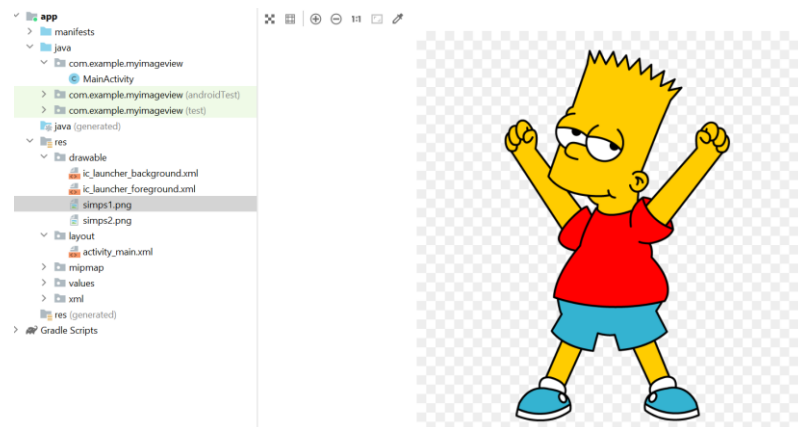 app
manifests
java
com.example.myimageview
MainActivity
com.example.myimageview (androidTest)
com.example.myimageview (test)
java (generated)
res
drawable
ic_launcher_background.xml
ic_launcher_foreground.xml
simps1.png
simps2.png
layout
activity_main.xml
mipmap
values
xml
res (generated)
Gradle Scripts
1:1